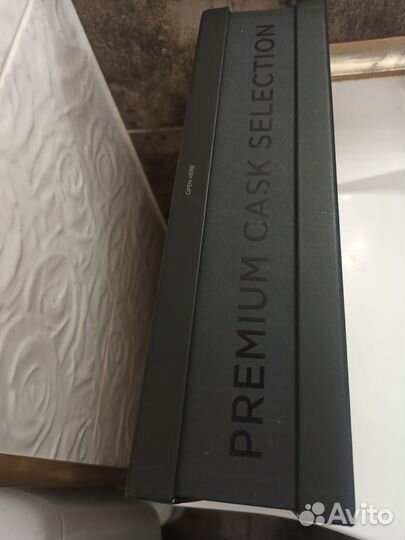 OPEN HERE
PREMIUM CASK SELECTION
Avito